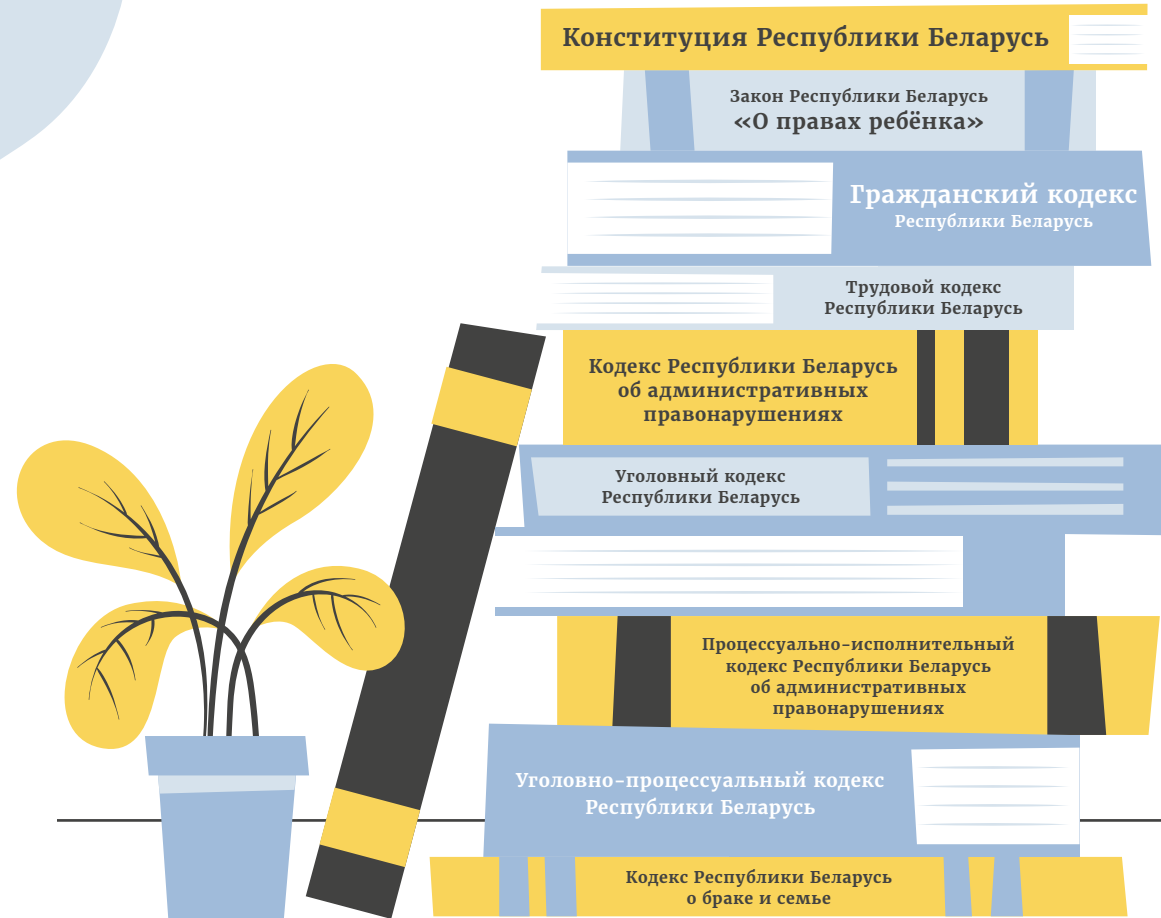 Конституция Республики Беларусь
Закон Республики Беларусь
«О правах ребёнка»
Гражданский кодекс
Республики Беларусь
Трудовой кодекс
Республики Беларусь
Кодекс Республики Беларусь
об административных
правонарушениях
Уголовный кодекс
Республики Беларусь
Процессуально-исполнительный
кодекс Республики Беларусь
об административных
правонарушениях
Уголовно-процессуальный кодекс
Республики Беларусь
Кодекс Республики Беларусь
о браке и семье